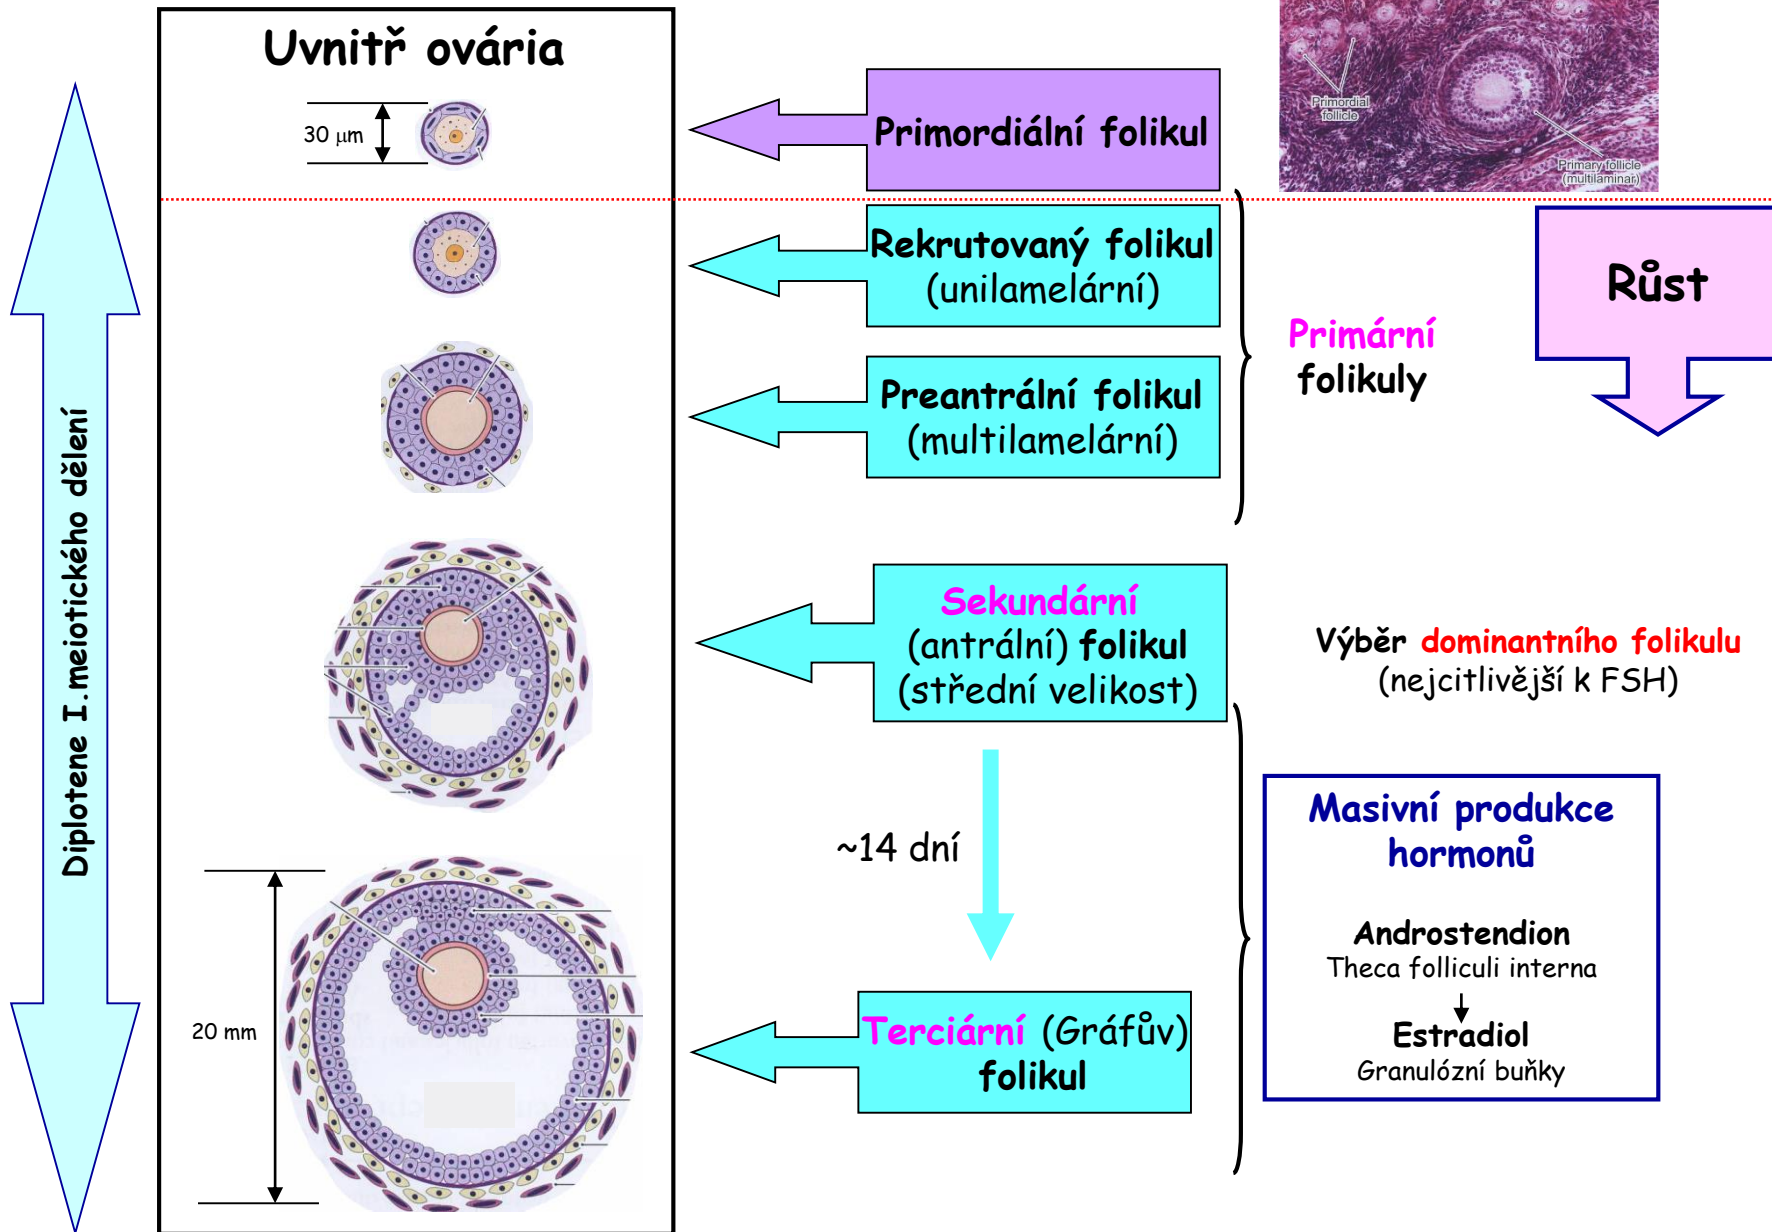 Uvnitř ovária
30 μm
Primordiální folikul
Primordial
follicle
Primary follicle
(multilaminar)
Rekrutovaný folikul
(unilamelární)
Růst
Primární
folikuly
Preantrální folikul
(multilamelární)
Diplotene I.meiotického dělení
Sekundární
(antrální) folikul
(střední velikost)
Výběr dominantního folikulu
(nejcitlivější k FSH)
~14 dní
Masivní produkce
hormonů
Androstendion
Theca folliculi interna
Estradiol
Granulózní buňky
20 mm
Terciární (Gráfův)
folikul